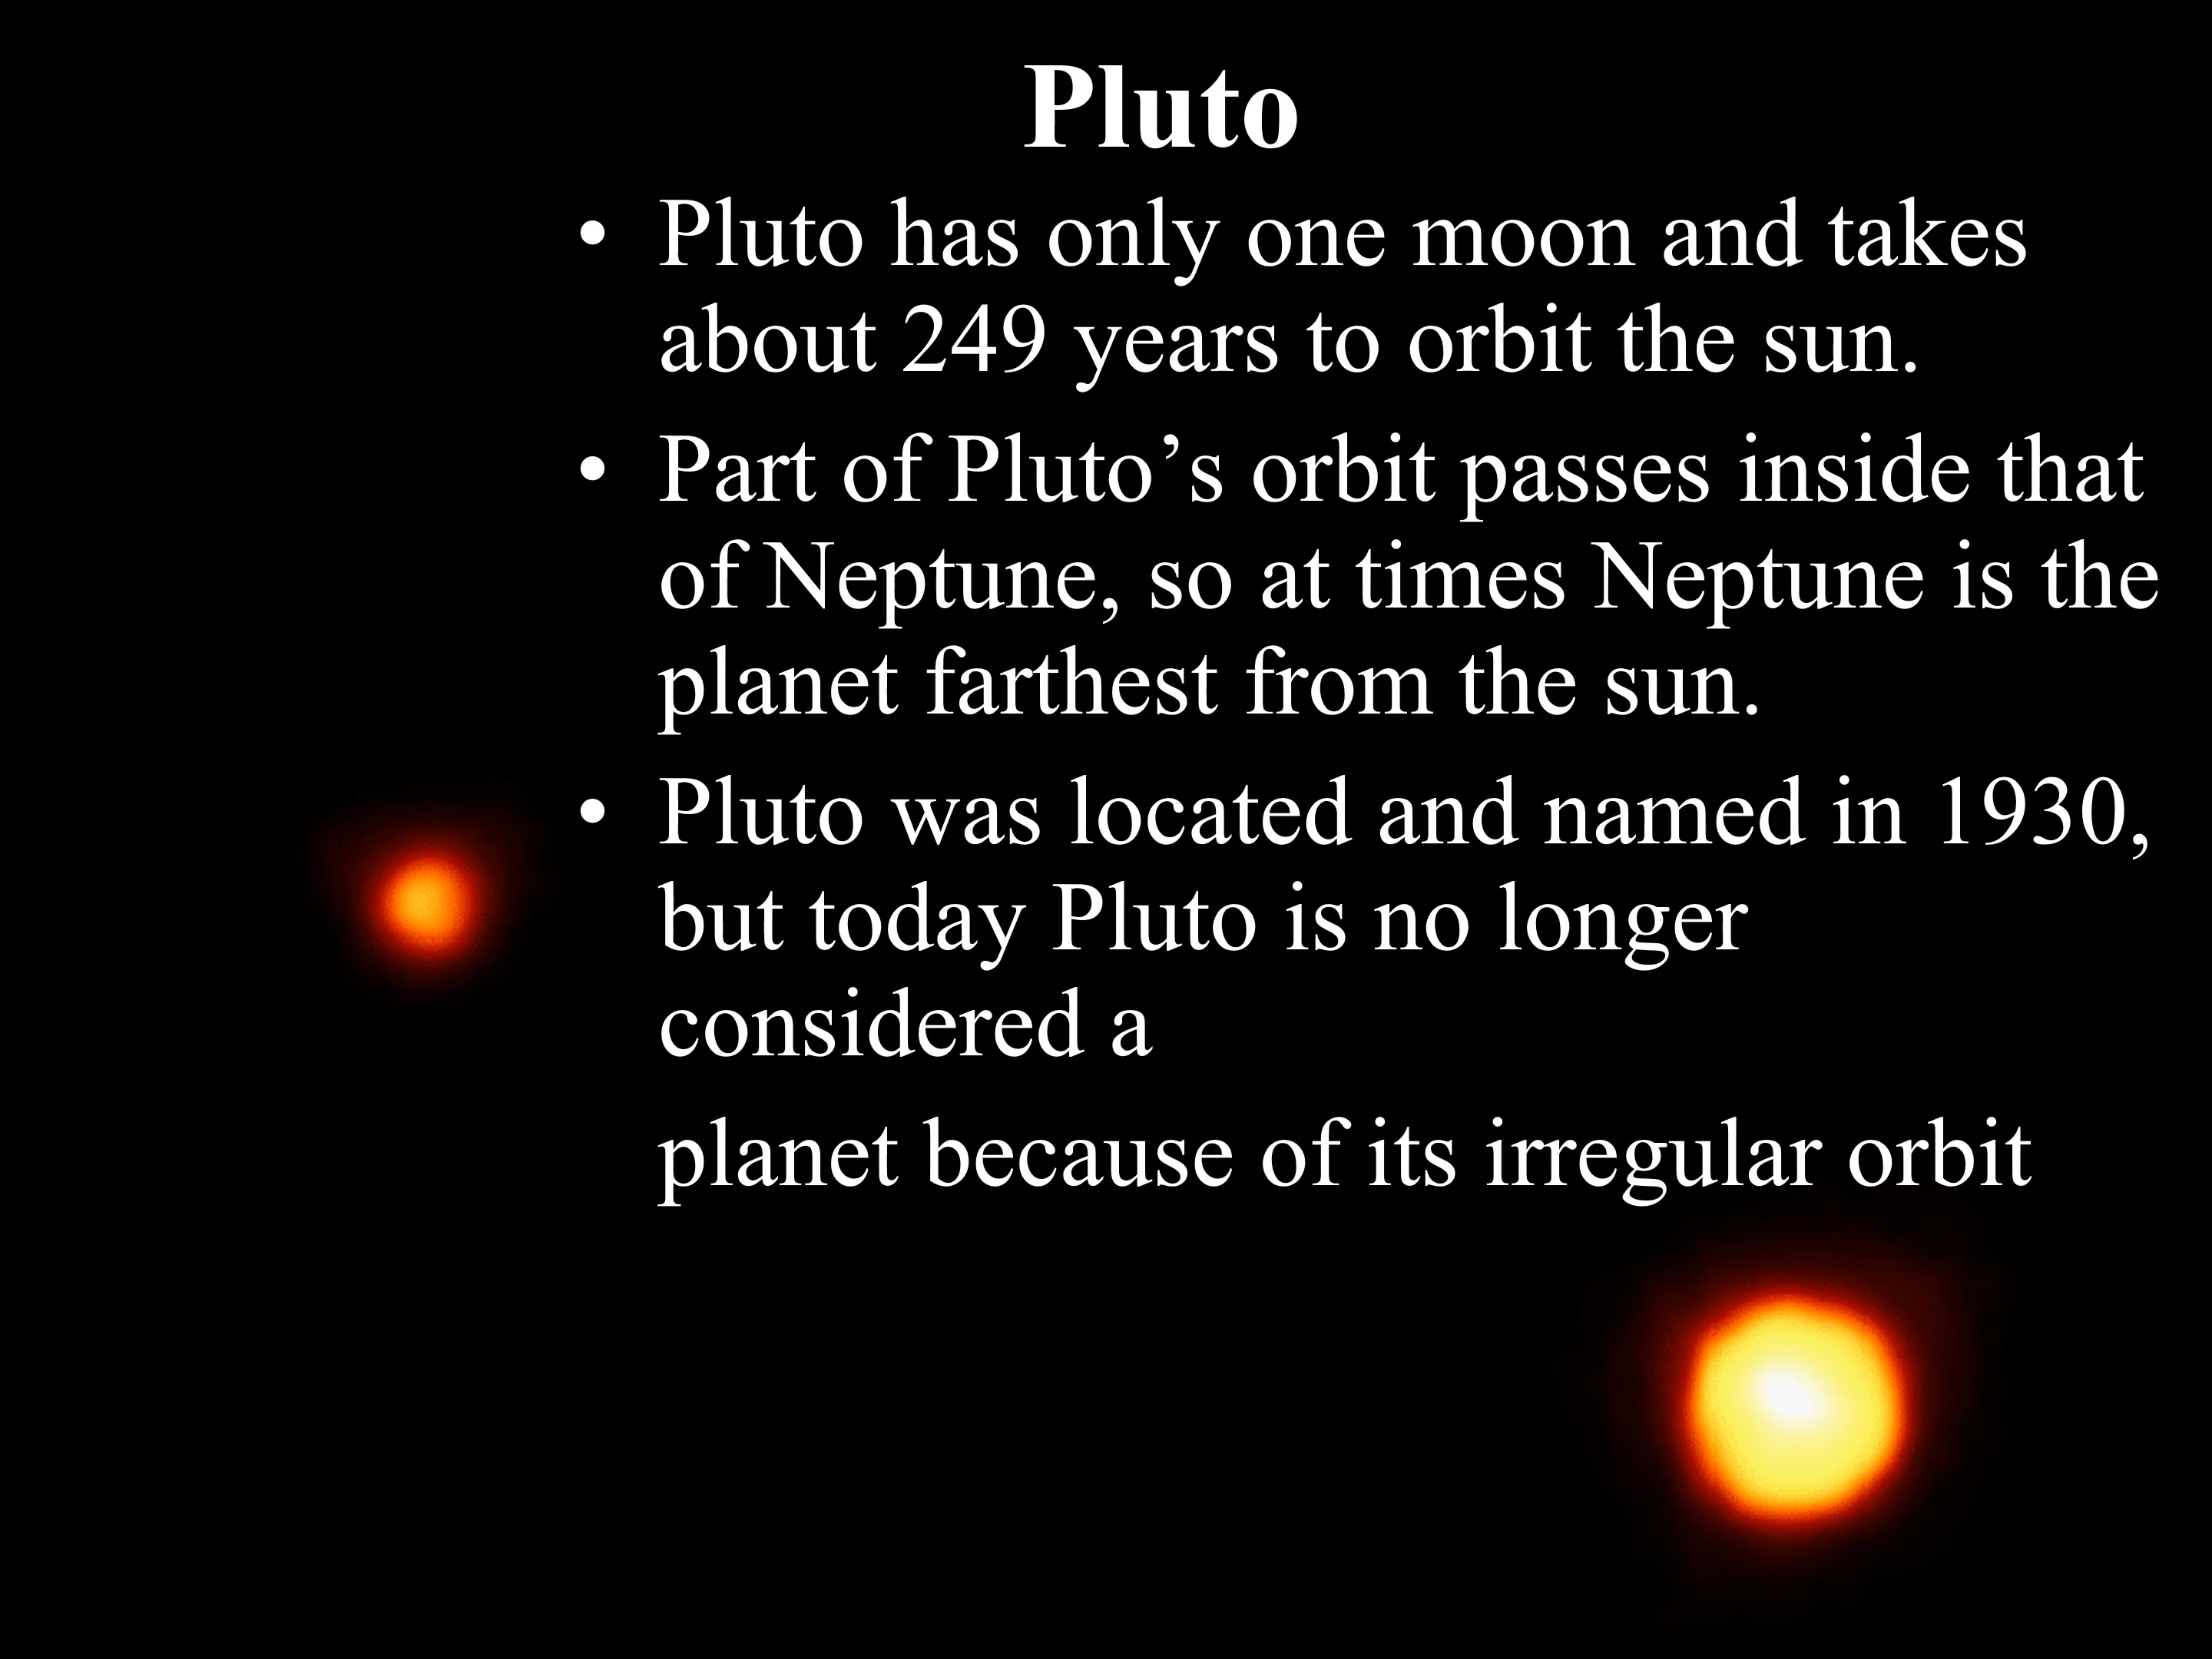 Pluto
• Pluto has only one moon and takes
about 249 years to orbit the sun.
• Part of Pluto’s orbit passes inside that
of Neptune, so at times Neptune is the
planet farthest from the sun.
• Pluto was located and named in 1930,
but today Pluto is no longer
considered a
planet because of its irregular orbit